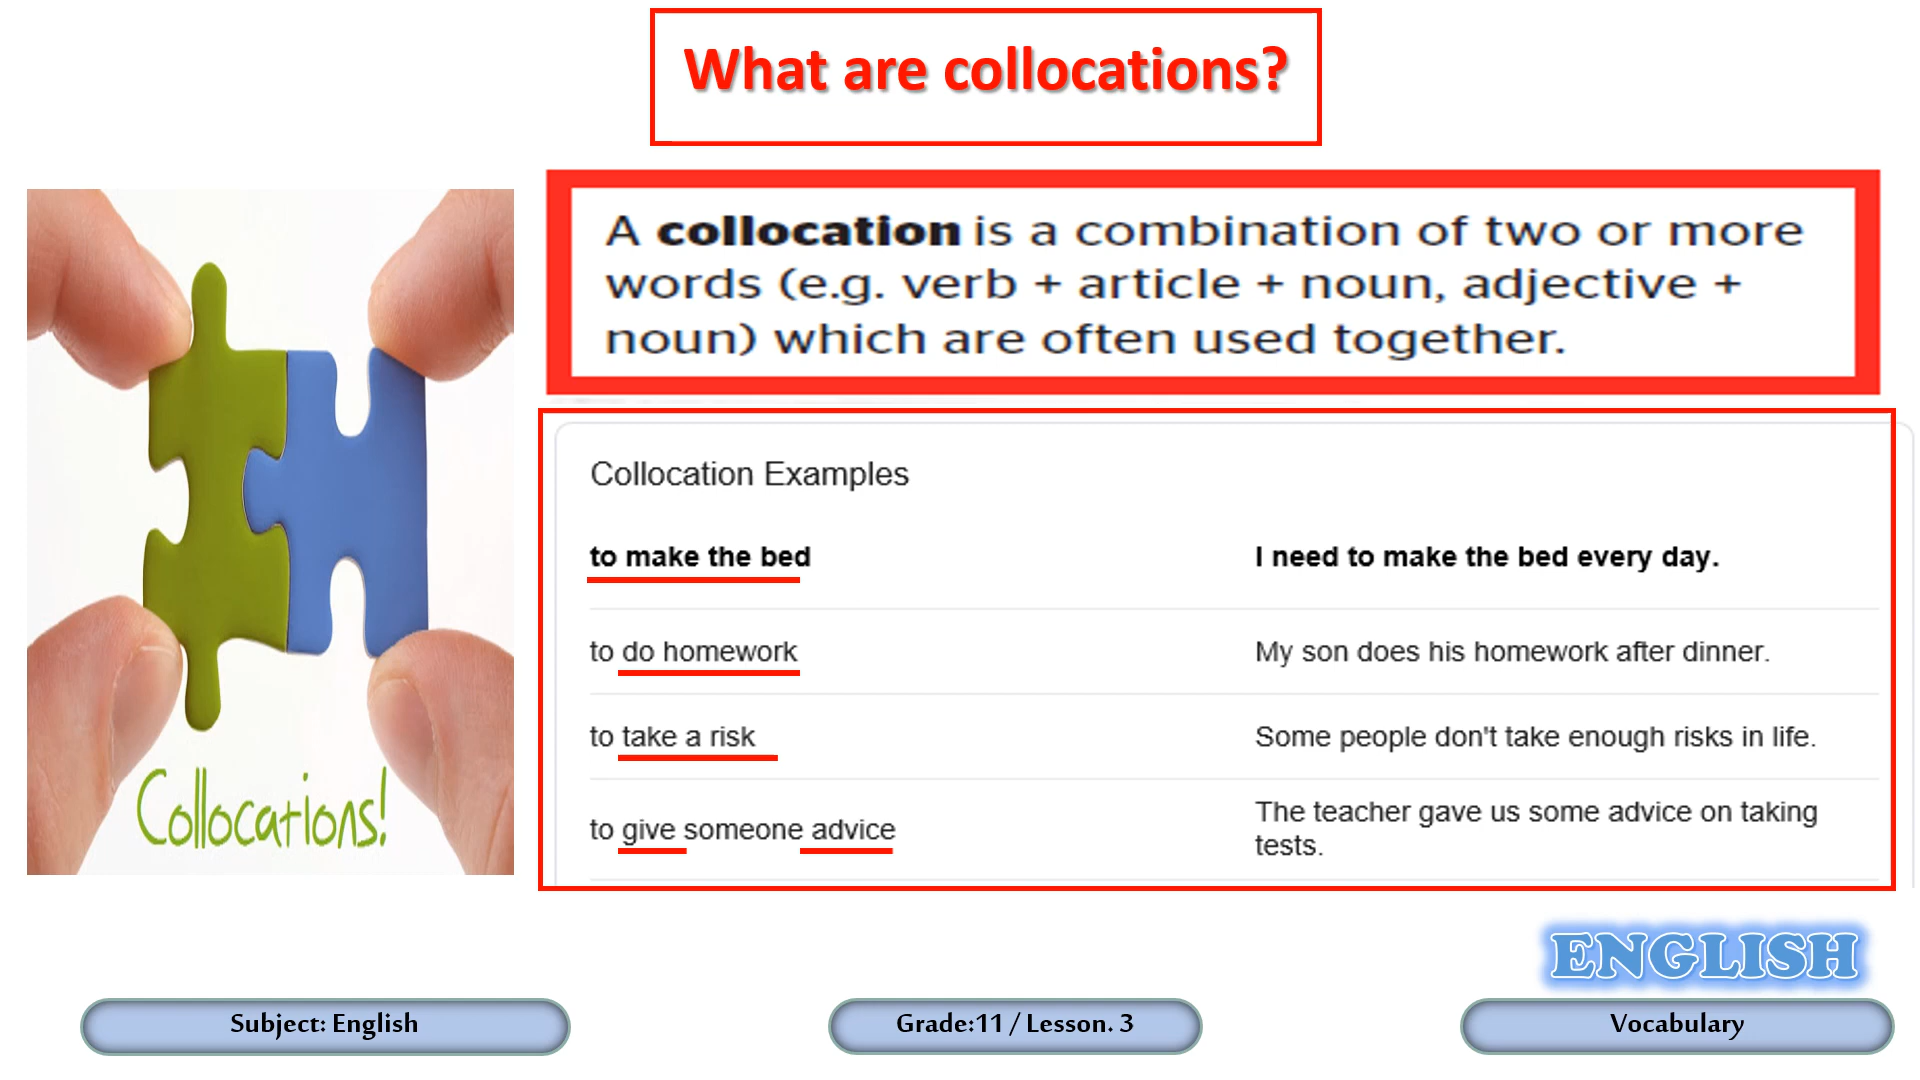 What are collocations?
A collocation is a combination of two or more
words (e.g. verb + article + noun, adjective +
noun) which are often used together.
Collocation Examples
to make the bed
I need to make the bed every day.
to do homework
My son does his homework after dinner.
to take a risk
Some people don't take enough risks in life.
to give someone advice
The teacher gave us some advice on taking
tests.
Collocations!
ENGLISH
Subject: English
Grade:11 / Lesson. 3
Vocabulary